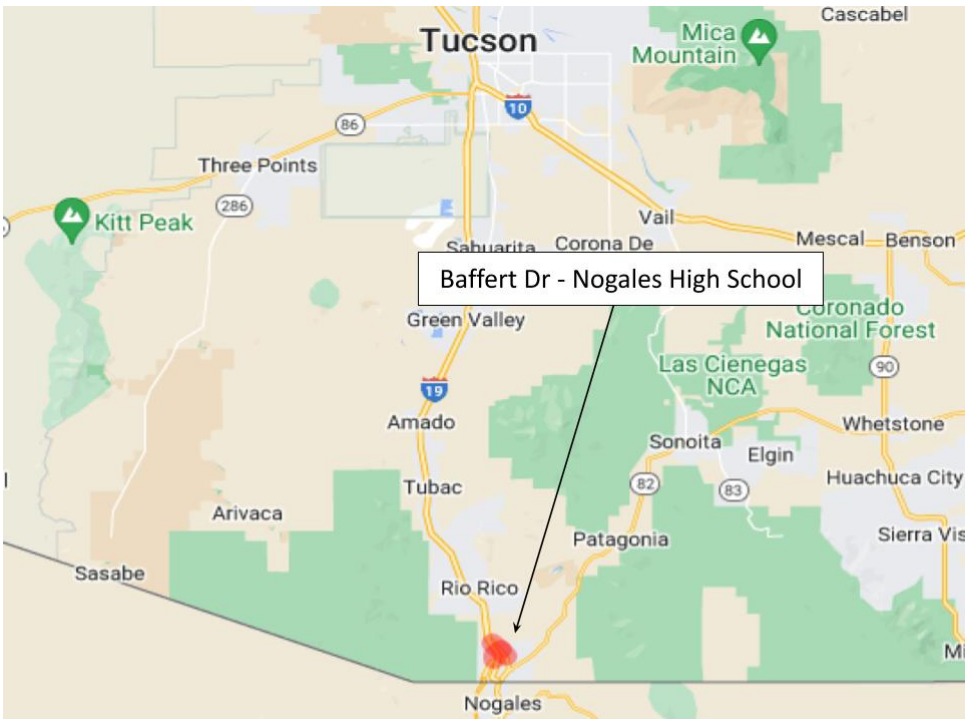 Cascabel
Tucson
Mica
Mountain
10
86
Three Points
286
Kitt Peak
Vail
Mescal
Benson
Sahuarita
Corona De
Baffert Dr - Nogales High School
Green Valley
Coronado
National Forest
Las Cienegas
NCA
90
19
Amado
Whetstone
Sonoita
Elgin
82
83
Huachuca City
Tubac
Arivaca
Patagonia
Sierra Vis
Sasabe
Rio Rico
Mi
Nogales